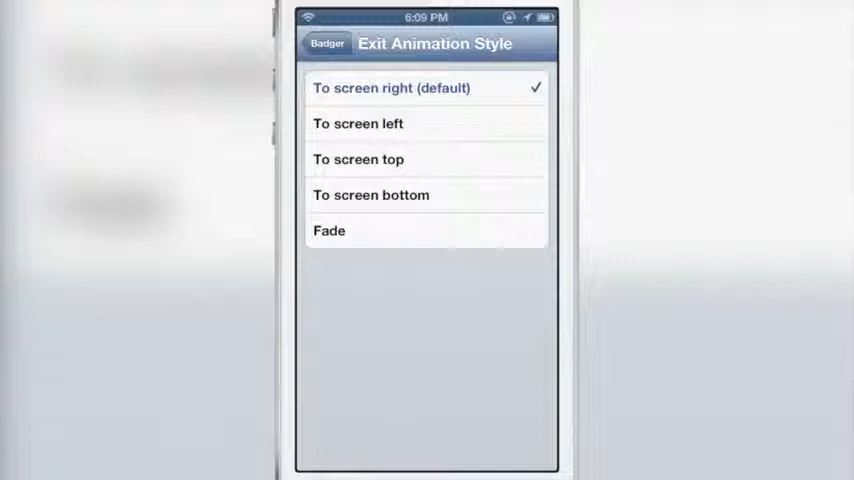 6:09 PM
Badger
Exit Animation Style
To screen right (default)
To screen left
To screen top
To screen bottom
Fade